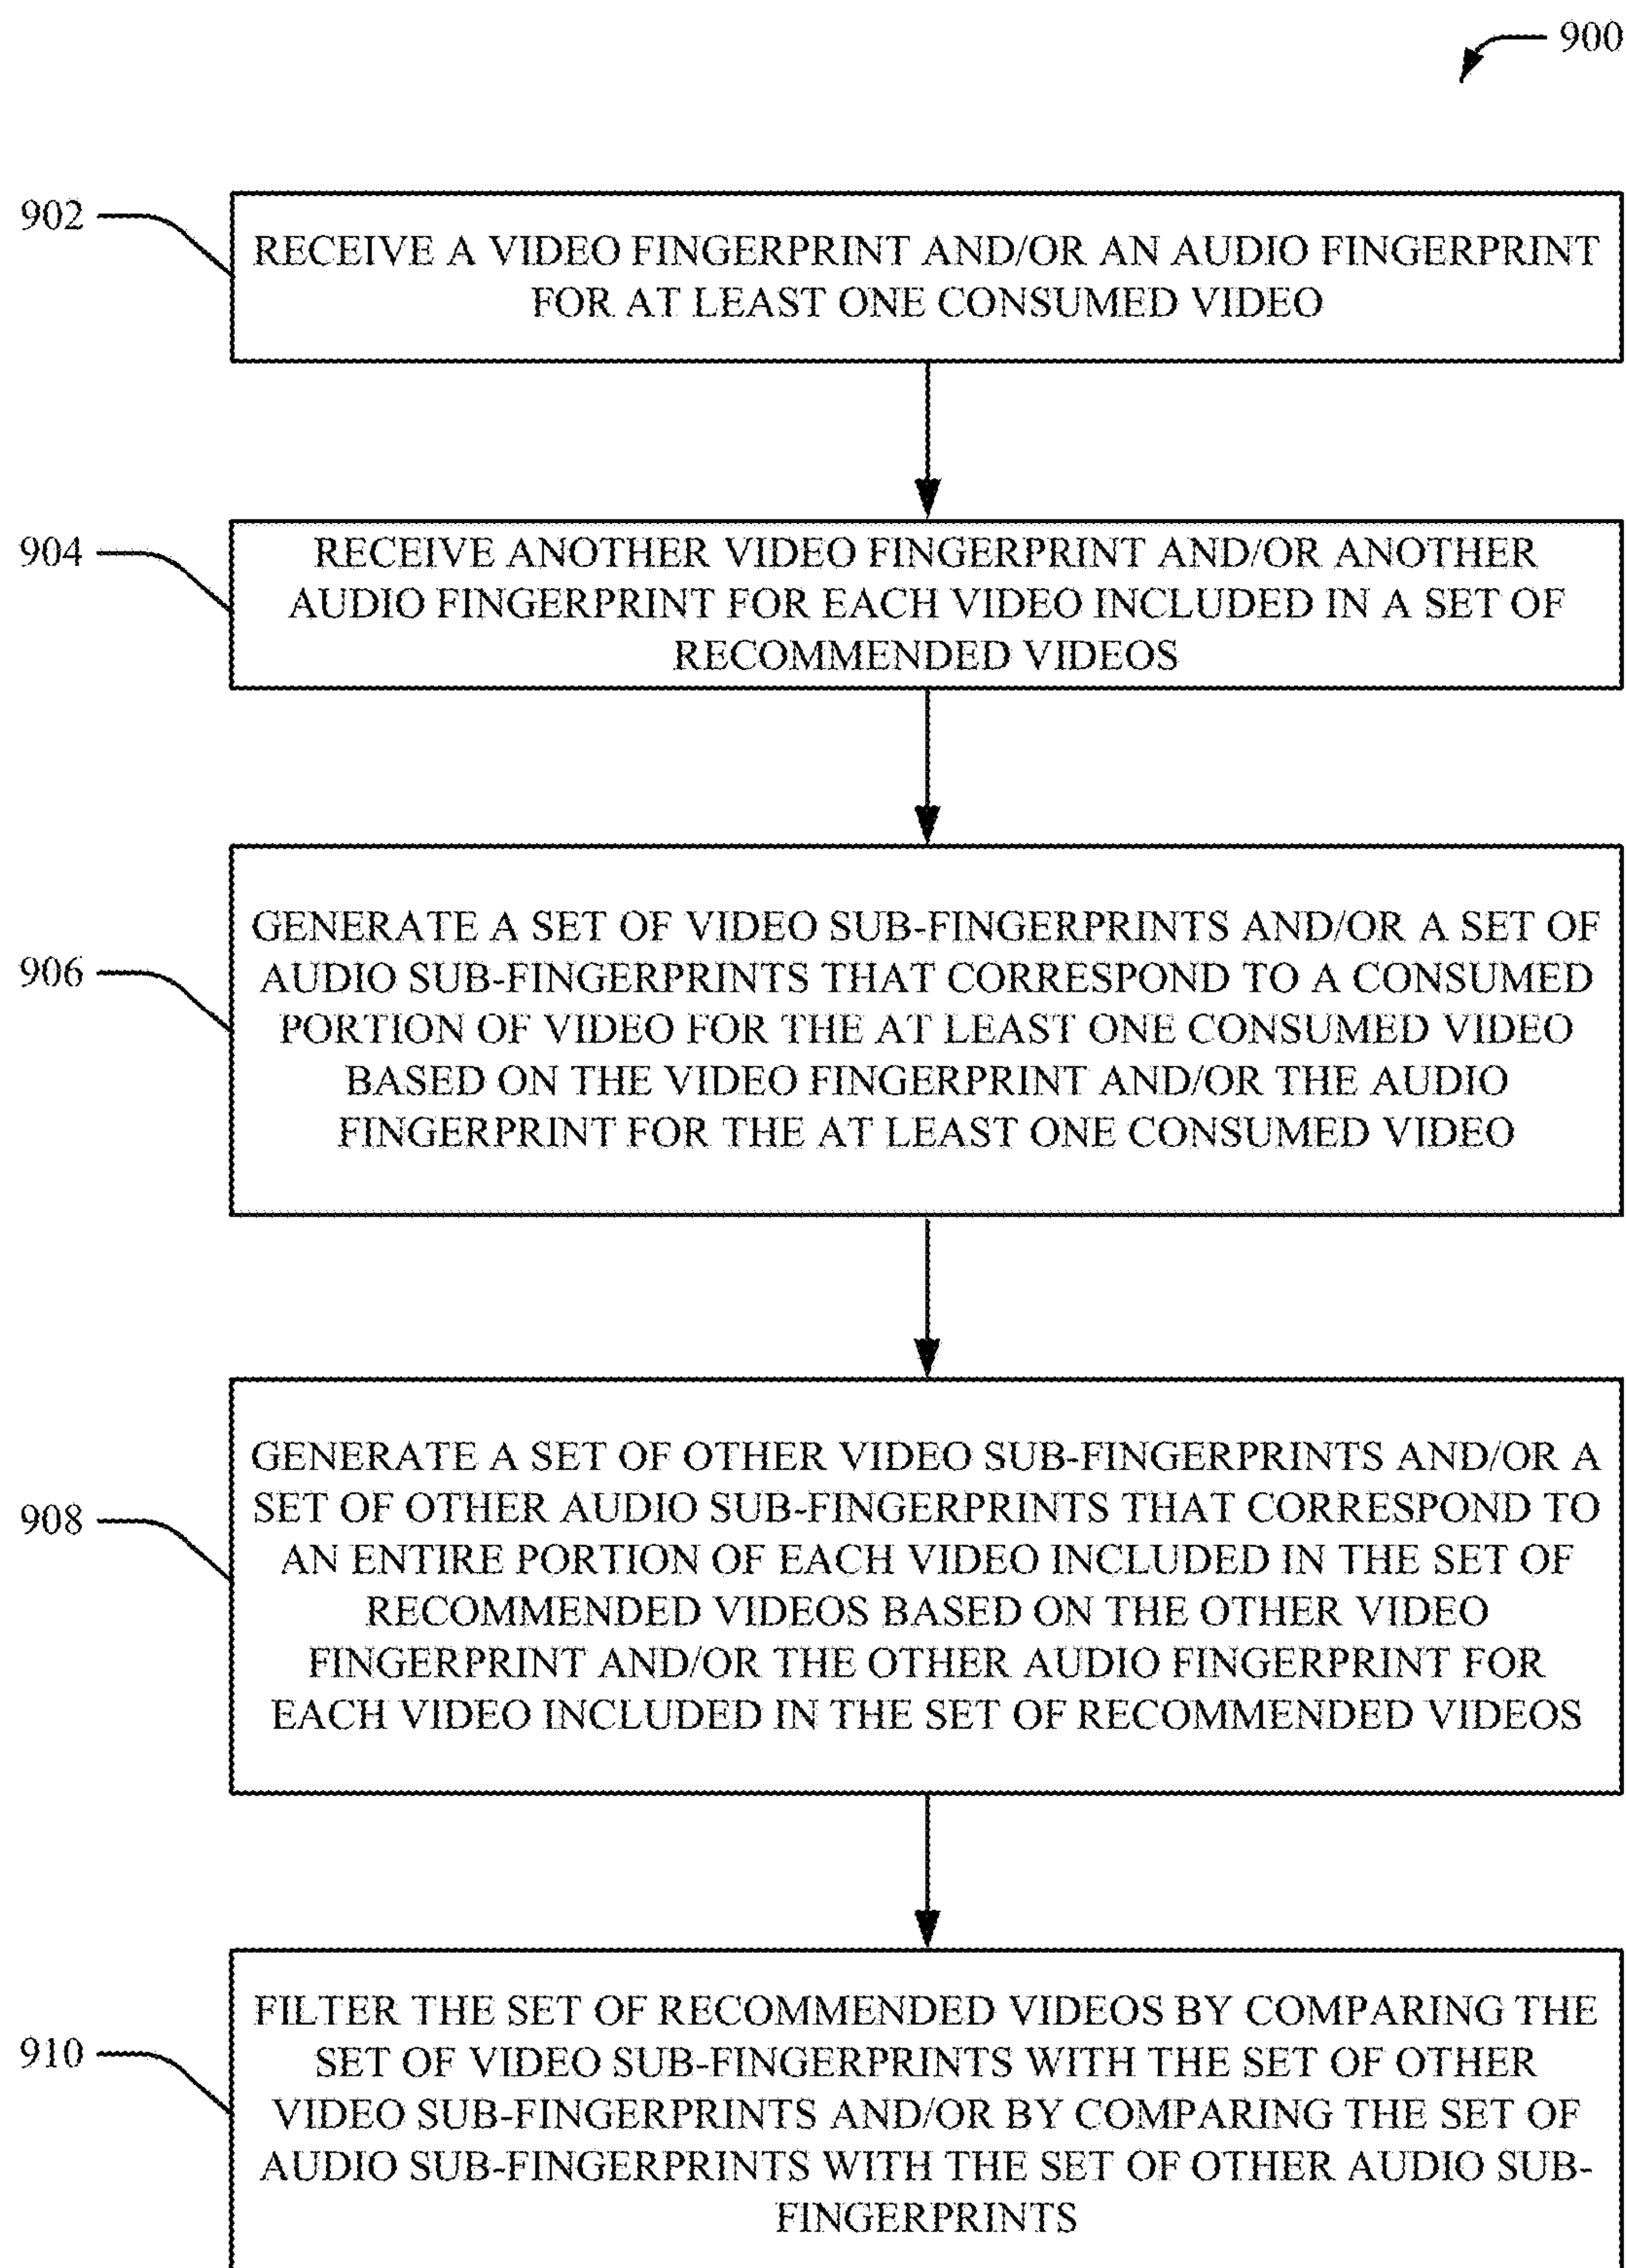 900
902
RECEIVE A VIDEO FINGERPRINT AND/OR AN AUDIO FINGERPRINT
FOR AT LEAST ONE CONSUMED VIDEO
904
RECEIVE ANOTHER VIDEO FINGERPRINT AND/OR ANOTHER
AUDIO FINGERPRINT FOR EACH VIDEO INCLUDED IN A SET OF
RECOMMENDED VIDEOS
906
GENERATE A SET OF VIDEO SUB-FINGERPRINTS AND/OR A SET OF
AUDIO SUB-FINGERPRINTS THAT CORRESPOND TO A CONSUMED
PORTION OF VIDEO FOR THE AT LEAST ONE CONSUMED VIDEO
BASED ON THE VIDEO FINGERPRINT AND/OR THE AUDIO
FINGERPRINT FOR THE AT LEAST ONE CONSUMED VIDEO
908
GENERATE A SET OF OTHER VIDEO SUB-FINGERPRINTS AND/OR A
SET OF OTHER AUDIO SUB-FINGERPRINTS THAT CORRESPOND TO
AN ENTIRE PORTION OF EACH VIDEO INCLUDED IN THE SET OF
RECOMMENDED VIDEOS BASED ON THE OTHER VIDEO
FINGERPRINT AND/OR THE OTHER AUDIO FINGERPRINT FOR
EACH VIDEO INCLUDED IN THE SET OF RECOMMENDED VIDEOS
910
FILTER THE SET OF RECOMMENDED VIDEOS BY COMPARING THE
SET OF VIDEO SUB-FINGERPRINTS WITH THE SET OF OTHER
VIDEO SUB-FINGERPRINTS AND/OR BY COMPARING THE SET OF
AUDIO SUB-FINGERPRINTS WITH THE SET OF OTHER AUDIO SUB-
FINGERPRINTS